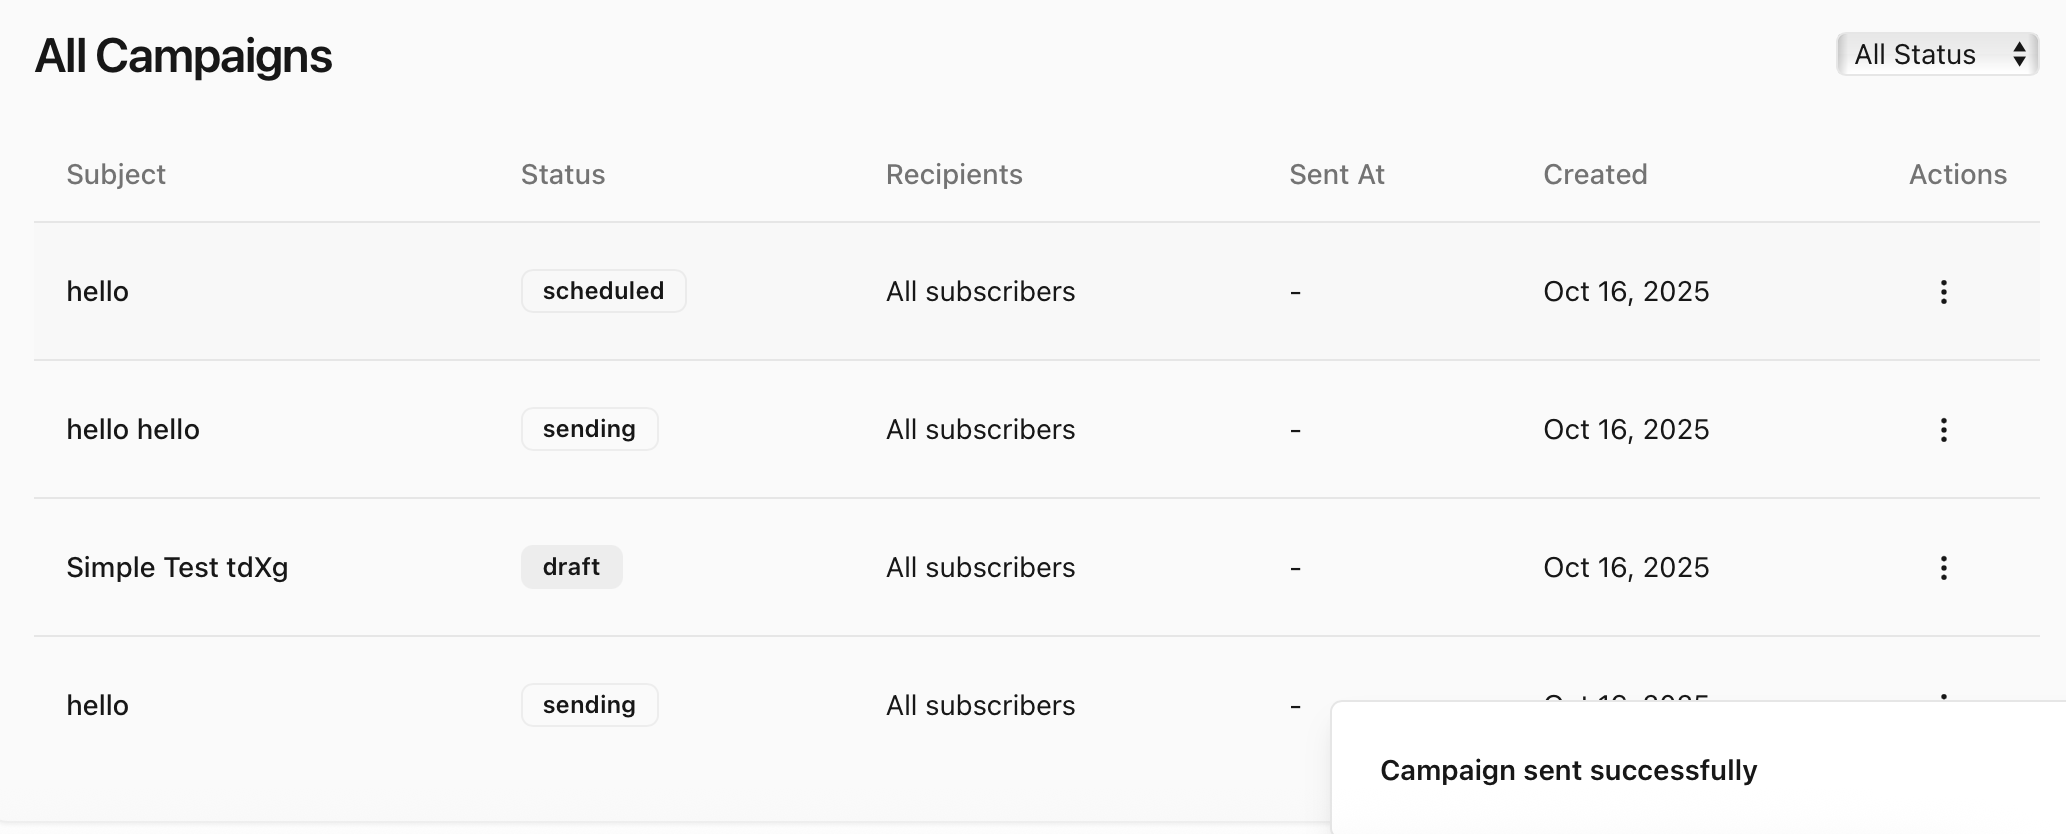 All Campaigns
All Status
Subject Status Recipients Sent At Created Actions
hello scheduled All subscribers - Oct 16, 2025
hello hello sending All subscribers - Oct 16, 2025
Simple Test tdXg draft All subscribers - Oct 16, 2025
hello sending All subscribers -
Campaign sent successfully